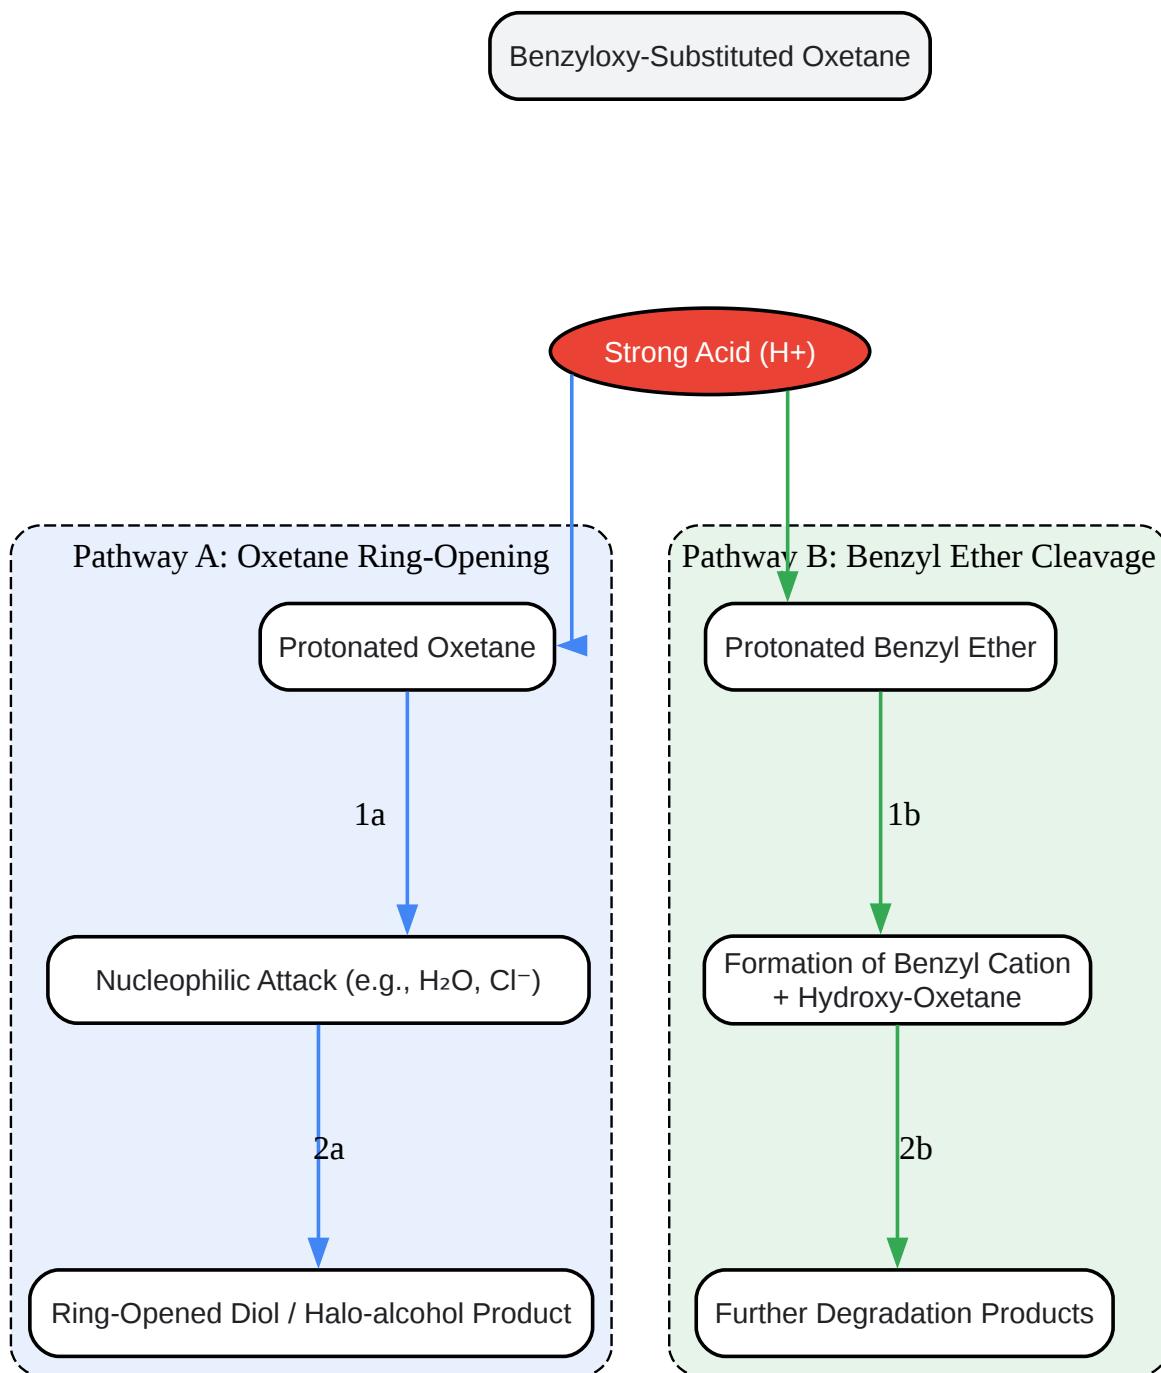 Benzyloxy-Substituted Oxetane
Strong Acid (H+)
Pathway A: Oxetane Ring-Opening
Pathway B: Benzyl Ether Cleavage
Protonated Oxetane
Protonated Benzyl Ether
1a
1b
Nucleophilic Attack (e.g., H₂O, Cl⁻)
Formation of Benzyl Cation
+ Hydroxy-Oxetane
2a
2b
Ring-Opened Diol / Halo-alcohol Product
Further Degradation Products